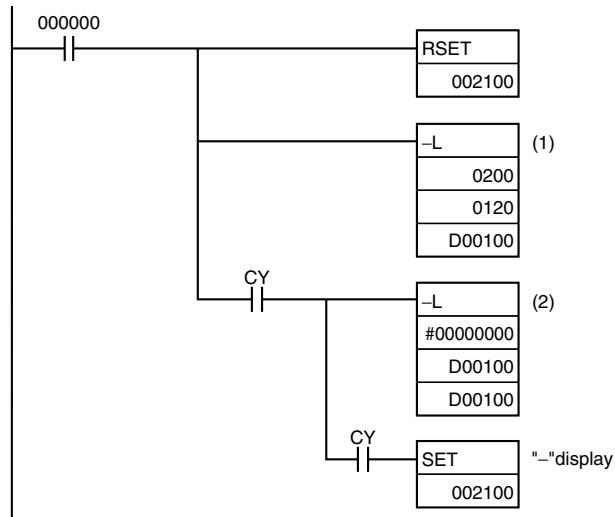 000000
RSET
002100
–L (1)
0200
0120
D00100
CY
–L (2)
#00000000
D00100
D00100
CY
SET "–"display
002100